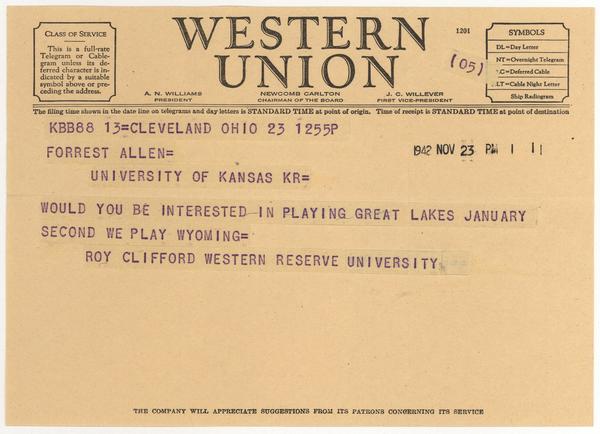 CLASS OF SERVICE
This is a full-rate
Telegram or Cable-
gram unless its de-
ferred character is in-
dicated by a suitable
symbol above or pre-
ceding the address.
WESTERN
UNION
1201
(05)
A. N. WILLIAMS
PRESIDENT
NEWCOMB CARLTON
CHAIRMAN OF THE BOARD
J. C. WILLEVER
FIRST VICE-PRESIDENT
SYMBOLS
DL=Day Letter
NT=Overnight Telegram
LC=Deferred Cable
NLT=Cable Night Letter
Ship Radiogram
The filing time shown in the date line on telegrams and day letters is STANDARD TIME at point of origin. Time of receipt is STANDARD TIME at point of destination
KBB88 13=CLEVELAND OHIO 23 1255P
FORREST ALLEN=
1942 NOV 23 PM 1 11
UNIVERSITY OF KANSAS KR=
WOULD YOU BE INTERESTED IN PLAYING GREAT LAKES JANUARY
SECOND WE PLAY WYOMING=
ROY CLIFFORD WESTERN RESERVE UNIVERSITY
THE COMPANY WILL APPRECIATE SUGGESTIONS FROM ITS PATRONS CONCERNING ITS SERVICE